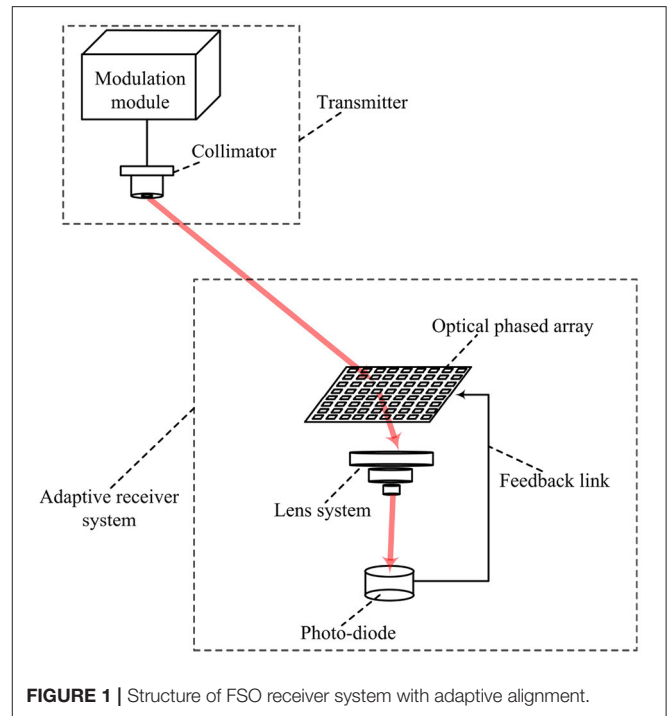 Modulation
module
Transmitter
Collimator
Optical phased array
Feedback link
Adaptive receiver
system
Lens system
Photo-diode
FIGURE 1 | Structure of FSO receiver system with adaptive alignment.